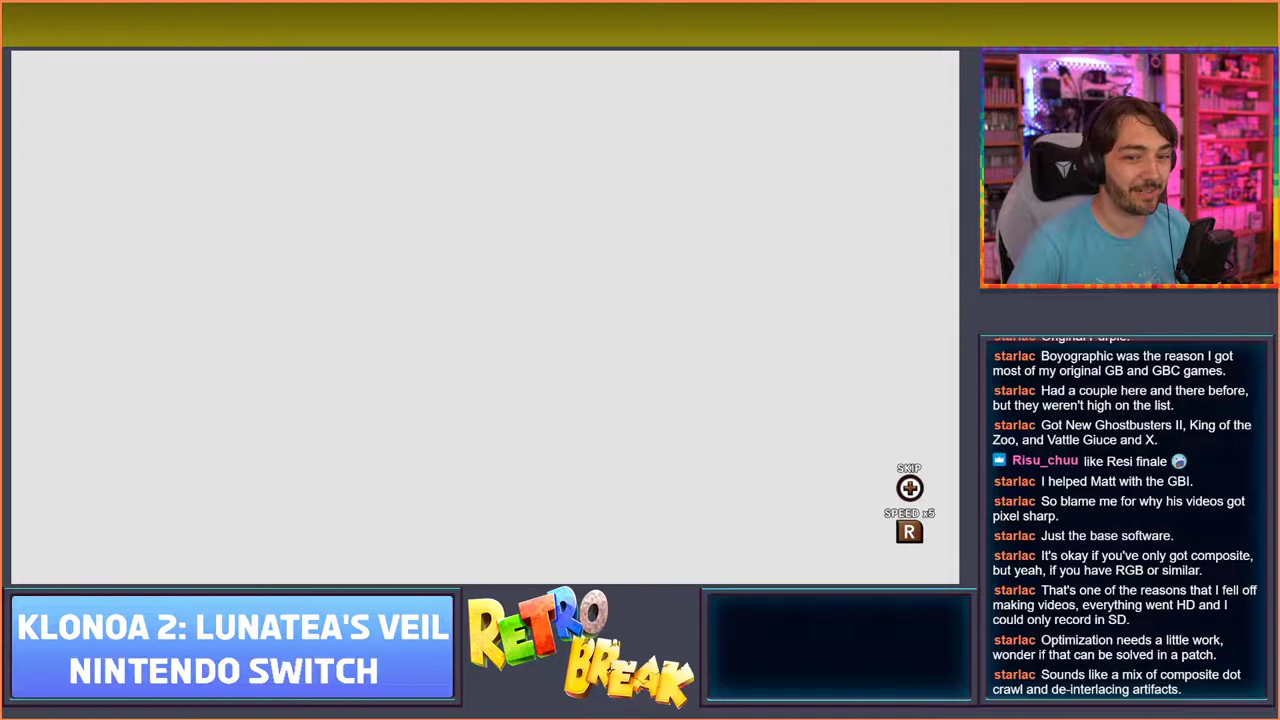 SKIP
SPEED x5
R
Original Purple.
starlac Boyographic was the reason I got
most of my original GB and GBC games.
starlac Had a couple here and there before,
but they weren't high on the list.
starlac Got New Ghostbusters II, King of the
Zoo, and Vattle Giuce and X.
Risu_chuu like Resi finale
starlac I helped Matt with the GBI.
starlac So blame me for why his videos got
pixel sharp.
starlac Just the base software.
starlac It's okay if you've only got composite,
but yeah, if you have RGB or similar.
starlac That's one of the reasons that I fell off
making videos, everything went HD and I
could only record in SD.
starlac Optimization needs a little work,
wonder if that can be solved in a patch.
starlac Sounds like a mix of composite dot
crawl and de-interlacing artifacts.
KLONOA 2: LUNATEA'S VEIL
NINTENDO SWITCH
RETRO
BREAK